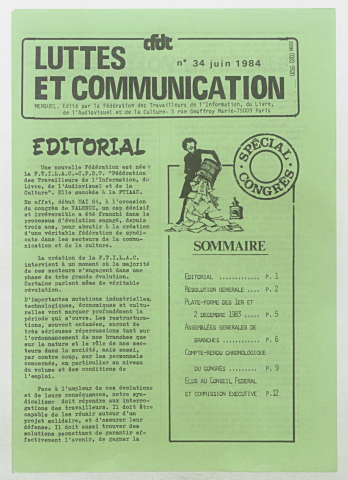 cfdt
LUTTES
n° 34 juin 1984
ET COMMUNICATION
MENSUEL. Edité par la Fédération des Travailleurs de l'Information, du Livre,
de l'Audiovisuel et de la Culture- 5 rue Geoffroy Marie-75009 Paris
EDITORIAL
Une nouvelle Fédération est née :
La F.T.I.L.A.C.-C.F.D.T. "Fédération
des Travailleurs de l'Information, du
Livre, de l'Audiovisuel et de la
Culture". Elle succède à la FTIAAC.
En effet, début MAI 84, à l'occasion
du congrès de VALENCE, un cap décisif
et irréversible a été franchi dans le
processus d'évolution engagé, depuis
trois ans, pour aboutir à la création
d'une véritable fédération de syndi-
cats dans les secteurs de la commu-
nication et de la culture.
La création de la F.T.I.L.A.C.
intervient à un moment où la majorité
de ces secteurs s'engagent dans une
phase de très grande évolution.
Certains parlent même de véritable
révolution.
D'importantes mutations industrielles,
technologiques, économiques et cultu-
relles vont marquer profondément la
période qui s'ouvre. Les restructura-
tions, souvent entamées, auront de
très sérieuses répercussions tant sur
l'ordonnancement de nos branches que
sur la nature et le rôle de nos sec-
teurs dans la société, mais aussi,
par contre coup, sur les personnels
concernés, en particulier au niveau
du volume et des conditions de
l'emploi.
Face à l'ampleur de ces évolutions
et de leurs conséquences, notre syn-
dicalisme doit répondre aux interro-
gations des travailleurs. Il doit être
capable de les réunir autour d'un
projet solidaire, et d'assurer leur
défense. Il doit aussi trouver des
solutions permettant de garantir ef-
fectivement l'avenir, de gagner la
SPÉCIAL
CONGRÈS
SOMMAIRE
EDITORIAL ............. P. 1
RESOLUTION GENERALE .... P. 2
PLATE-FORME DES 1ER ET
2 DECEMBRE 1983 ..... P. 5
ASSEMBLÉES GENERALES DE
BRANCHES ............ P. 6
COMPTE-RENDU CHRONOLOGIQUE
DU CONGRÈS .......... P. 9
ELUS AU CONSEIL FEDERAL
ET COMMISSION EXECUTIVE P.12